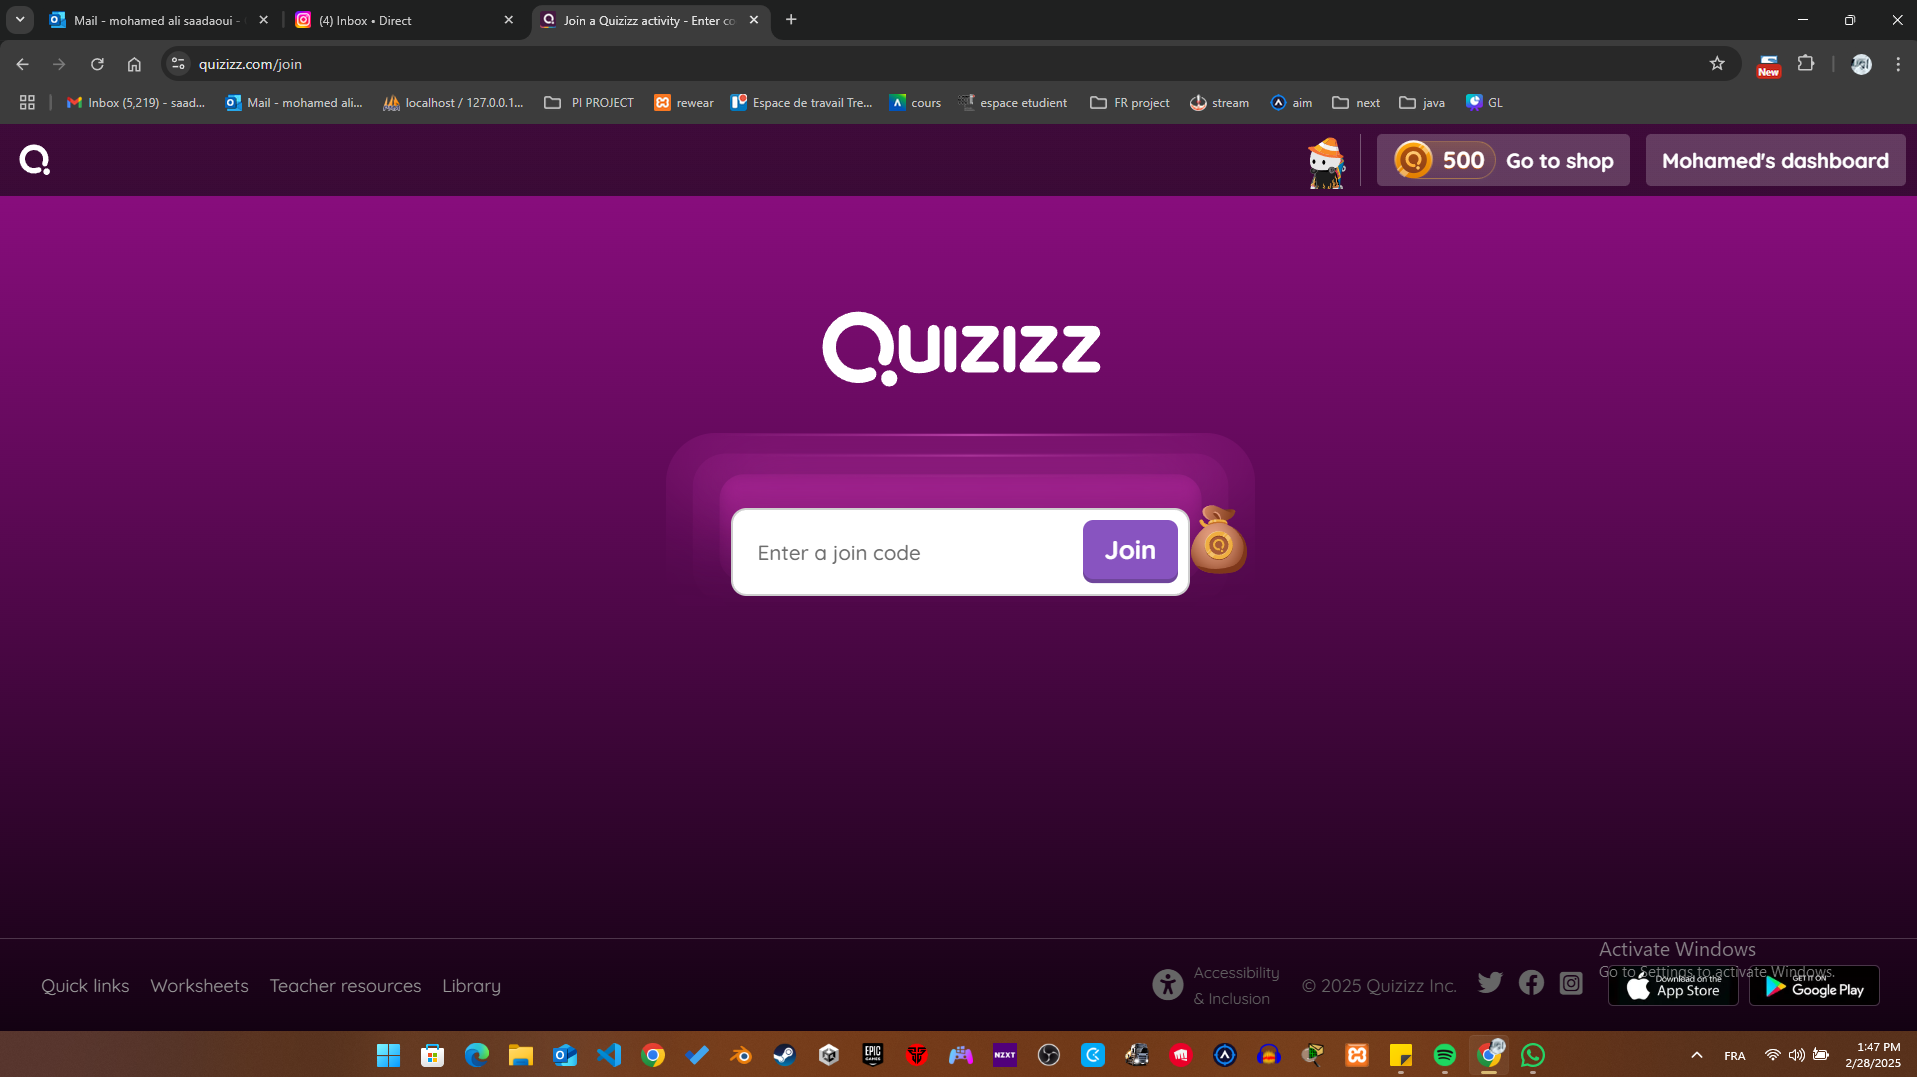 Mail - mohamed ali saadaoui -
(4) Inbox • Direct
Join a Quizizz activity - Enter co
quizizz.com/join
New
Inbox (5,219) - saad...
Mail - mohamed ali...
localhost / 127.0.0.1...
PI PROJECT
rewear
Espace de travail Tre...
cours
espace etudient
FR project
stream
aim
next
java
GL
500
Go to shop
Mohamed's dashboard
Quizizz
Enter a join code
Join
Activate Windows
Go to Settings to activate Windows.
Quick links
Worksheets
Teacher resources
Library
Accessibility
& Inclusion
© 2025 Quizizz Inc.
Download on the
App Store
GET IT ON
Google Play
EPIC
GAMES
NZXT
FRA
1:47 PM
2/28/2025